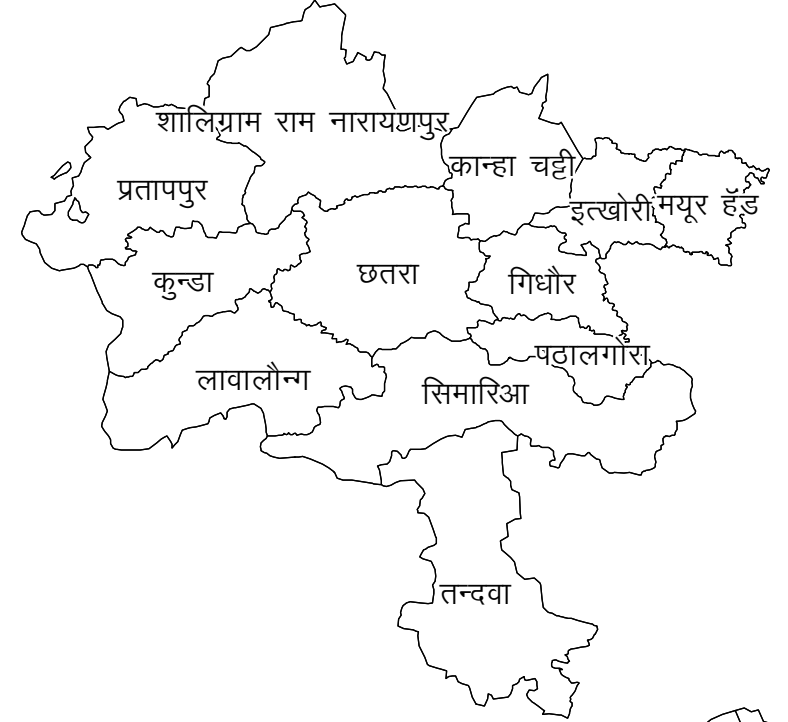 शालिग्राम राम नारायणपुर
कान्हा चट्टी
प्रतापपुर
इत्खोरी
मयूर हॅंड
कुन्डा
छतरा
गिधौर
पठालगोरा
लावालौन्ग
सिमारिआ
तन्दवा